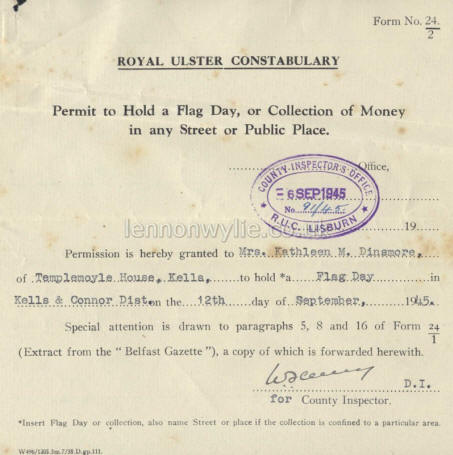 Form No. 24/2
ROYAL ULSTER CONSTABULARY
Permit to Hold a Flag Day, or Collection of Money
in any Street or Public Place.
Office,
COUNTY INSPECTOR'S OFFICE
6 SEP 1945
No. 91/45
R.U.C. LISBURN
lennonwylie.co
19
Permission is hereby granted to Mrs. Kathleen M. Dinsmore,
of Templemoyle House, Kella, to hold *a Flag Day in
Kells & Connor Dist. on the 12th day of September, 1945.
Special attention is drawn to paragraphs 5, 8 and 16 of Form 24/1
(Extract from the "Belfast Gazette"), a copy of which is forwarded herewith.
D.I.
for County Inspector.
*Insert Flag Day or collection, also name Street or place if the collection is confined to a particular area.